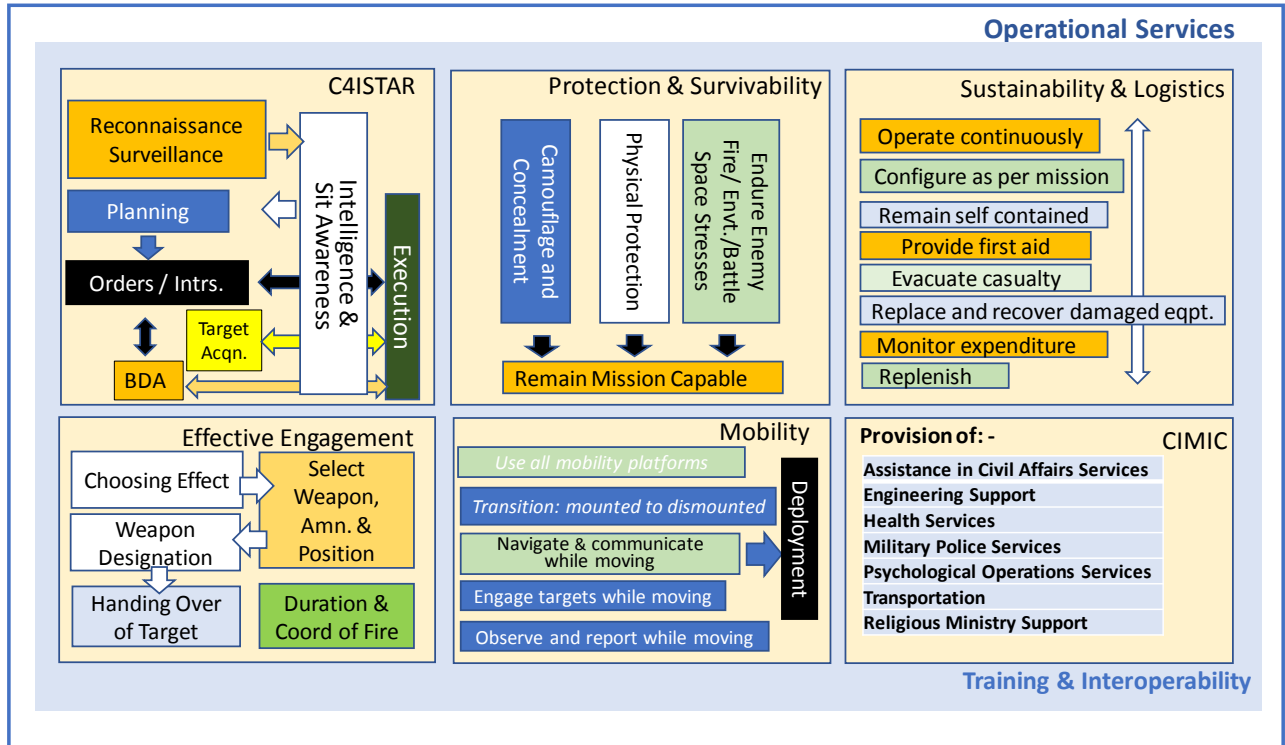 Operational Services
C4ISTAR
Reconnaissance
Surveillance
Planning
Orders / Intrs.
Target
Acqn.
BDA
Intelligence &
Sit Awareness
Execution
Protection & Survivability
Camouflage and
Concealment
Physical Protection
Endure Enemy
Fire/ Envt./Battle
Space Stresses
Remain Mission Capable
Sustainability & Logistics
Operate continuously
Configure as per mission
Remain self contained
Provide first aid
Evacuate casualty
Replace and recover damaged eqpt.
Monitor expenditure
Replenish
Effective Engagement
Choosing Effect
Select
Weapon,
Amn. &
Position
Weapon
Designation
Handing Over
of Target
Duration &
Coord of Fire
Mobility
Use all mobility platforms
Transition: mounted to dismounted
Navigate & communicate
while moving
Engage targets while moving
Observe and report while moving
Deployment
Provision of: -
CIMIC
Assistance in Civil Affairs Services
Engineering Support
Health Services
Military Police Services
Psychological Operations Services
Transportation
Religious Ministry Support
Training & Interoperability